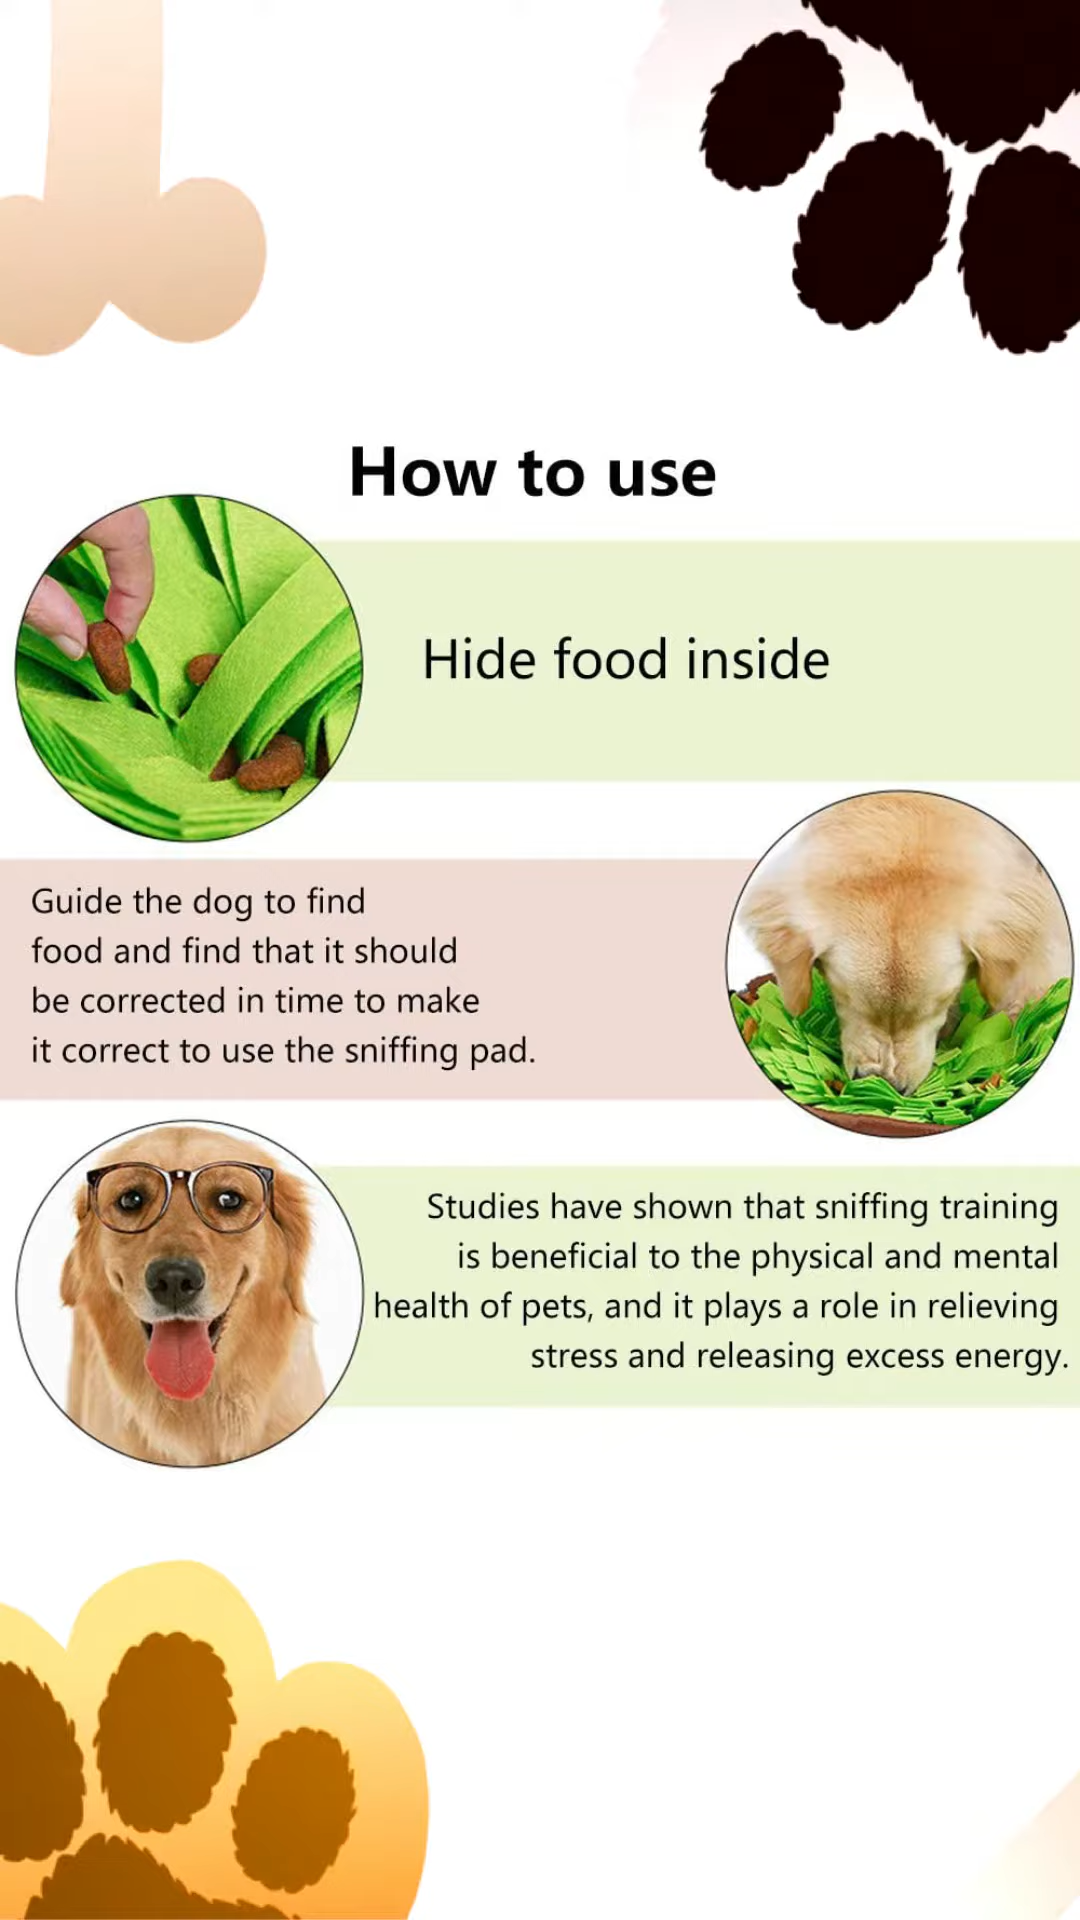 How to use
Hide food inside
Guide the dog to find
food and find that it should
be corrected in time to make
it correct to use the sniffing pad.
Studies have shown that sniffing training
is beneficial to the physical and mental
health of pets, and it plays a role in relieving
stress and releasing excess energy.